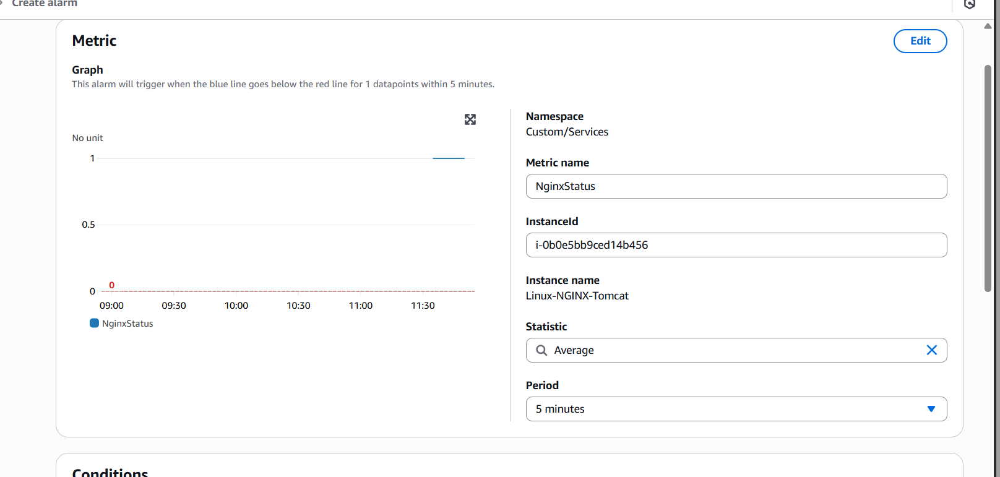 Create alarm
Metric
Edit
Graph
This alarm will trigger when the blue line goes below the red line for 1 datapoints within 5 minutes.
No unit
1
0.5
0
0
09:00 09:30 10:00 10:30 11:00 11:30
NginxStatus
Namespace
Custom/Services
Metric name
NginxStatus
InstanceId
i-0b0e5bb9ced14b456
Instance name
Linux-NGINX-Tomcat
Statistic
Average
Period
5 minutes
Conditions